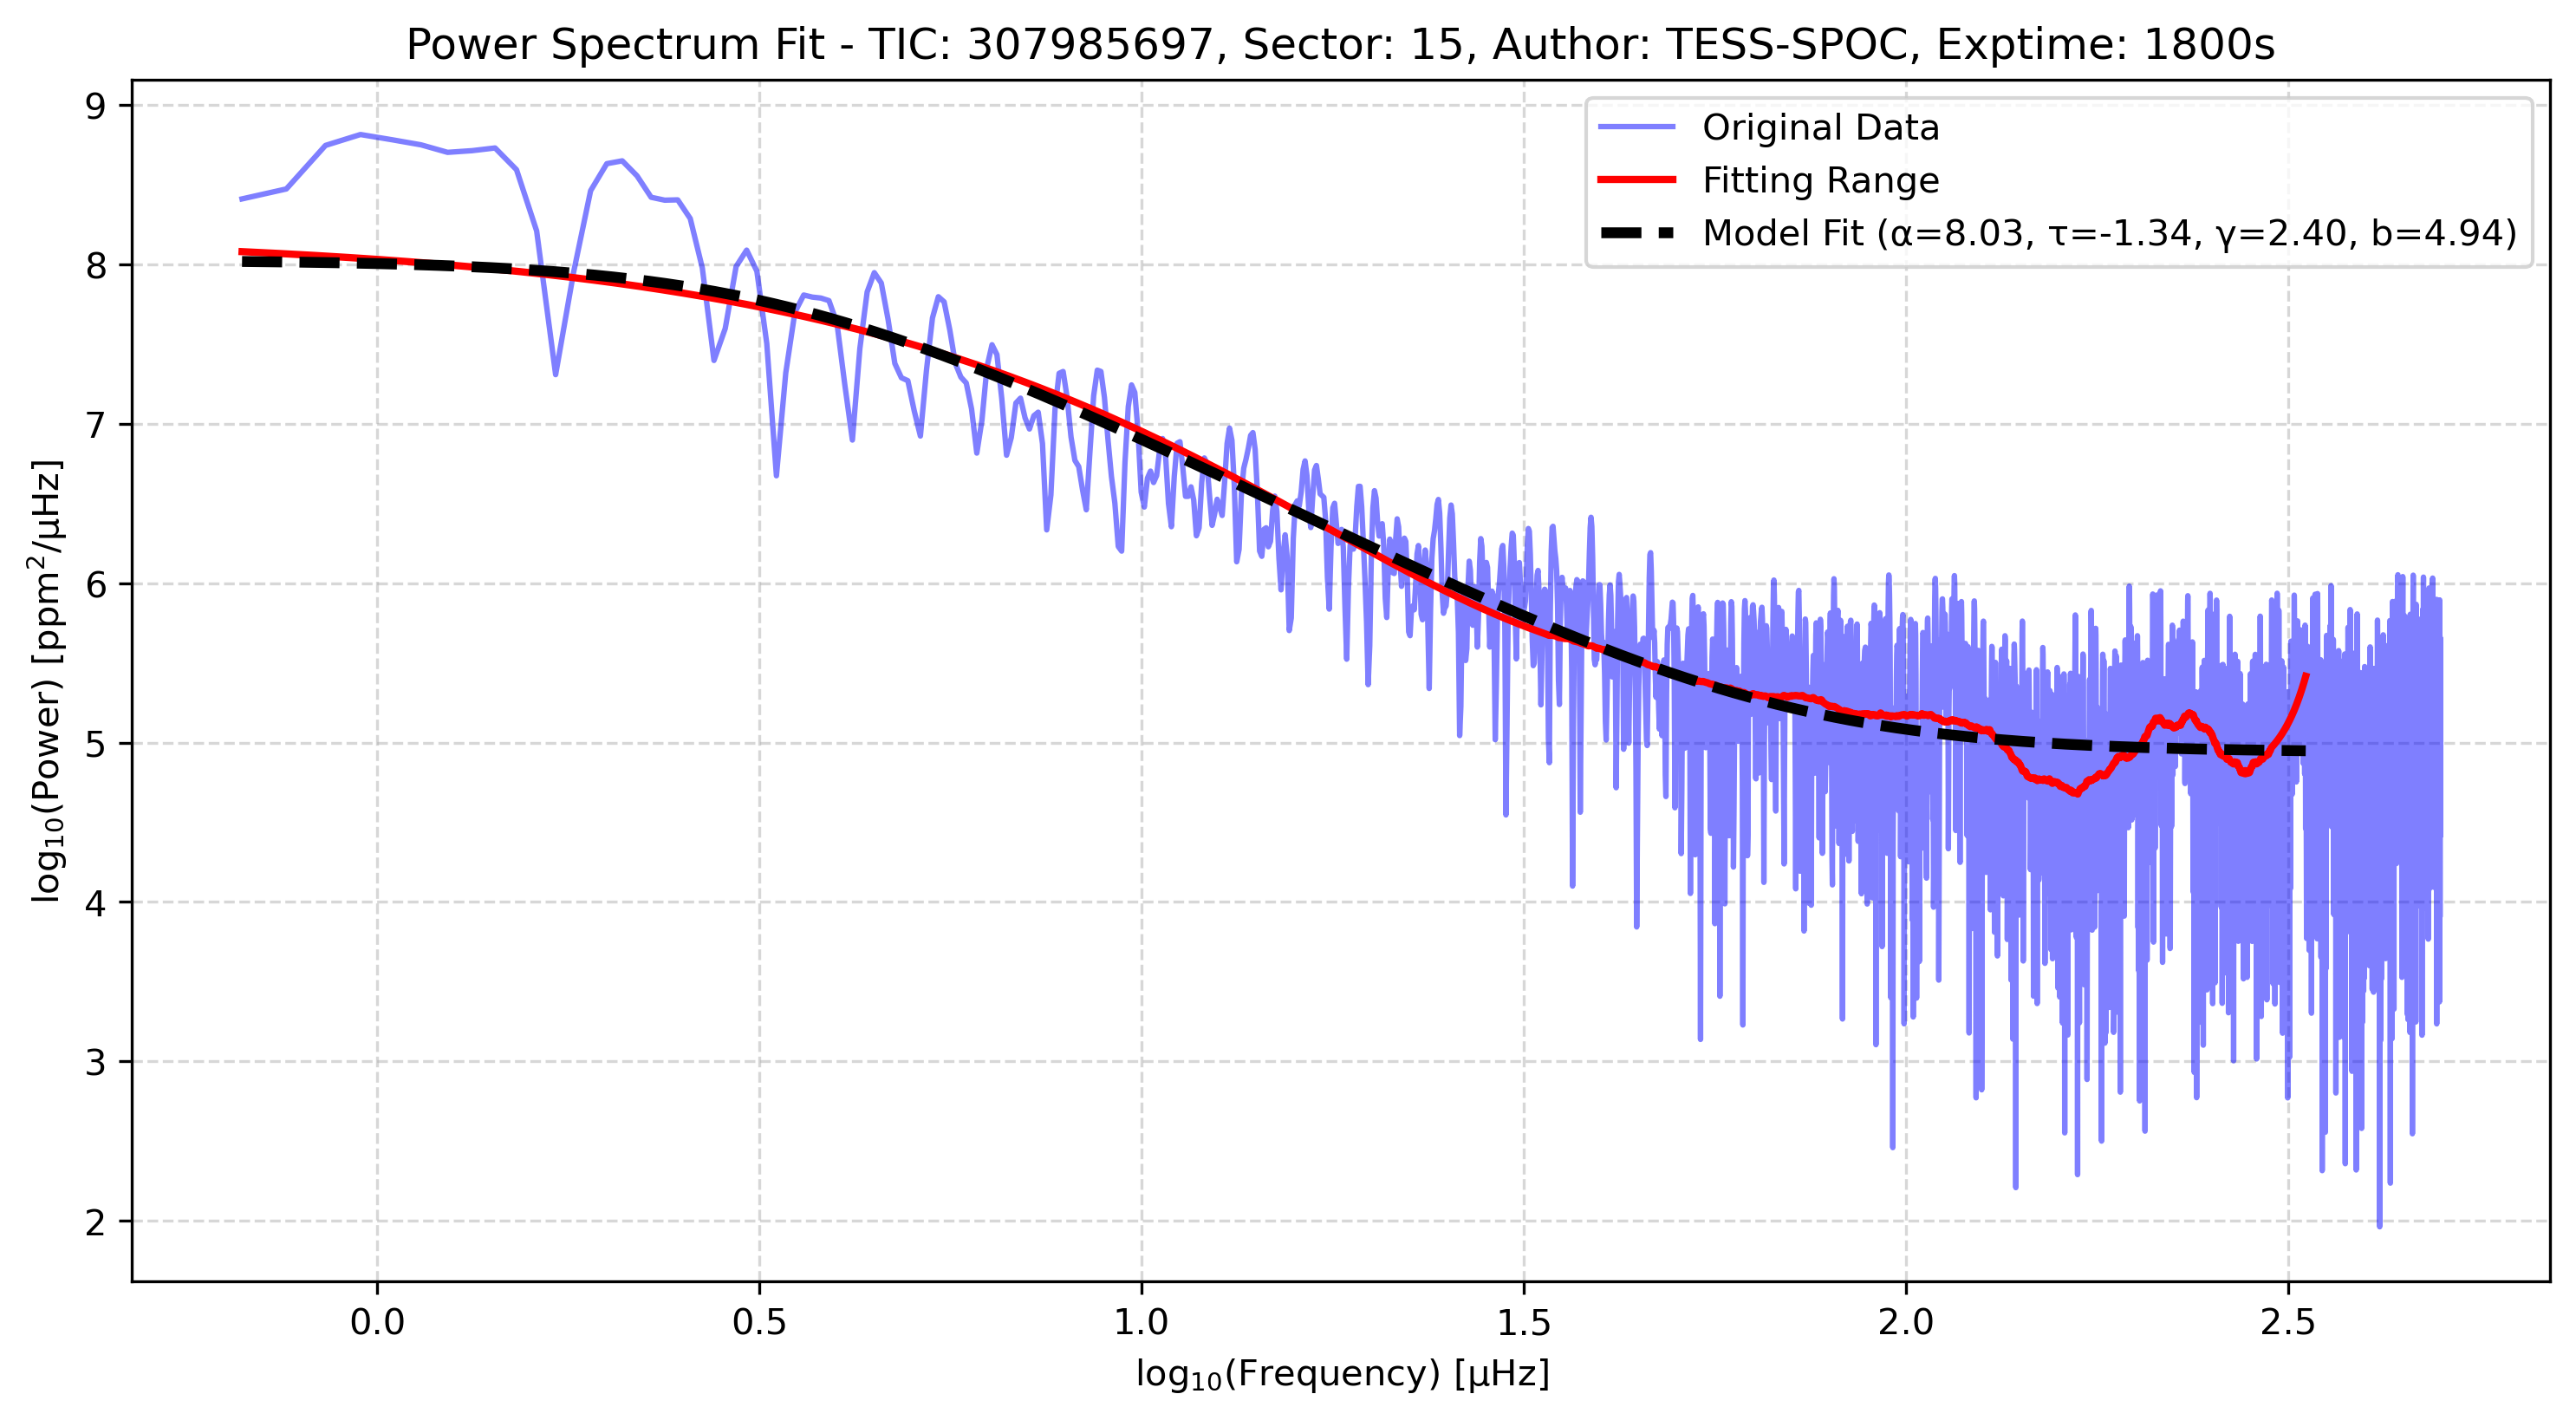 Power Spectrum Fit - TIC: 307985697, Sector: 15, Author: TESS-SPOC, Exptime: 1800s
Original Data
Fitting Range
Model Fit (α=8.03, τ=-1.34, γ=2.40, b=4.94)
log₁₀(Power) [ppm²/μHz]
9
8
7
6
5
4
3
2
0.0 0.5 1.0 1.5 2.0 2.5
log₁₀(Frequency) [μHz]